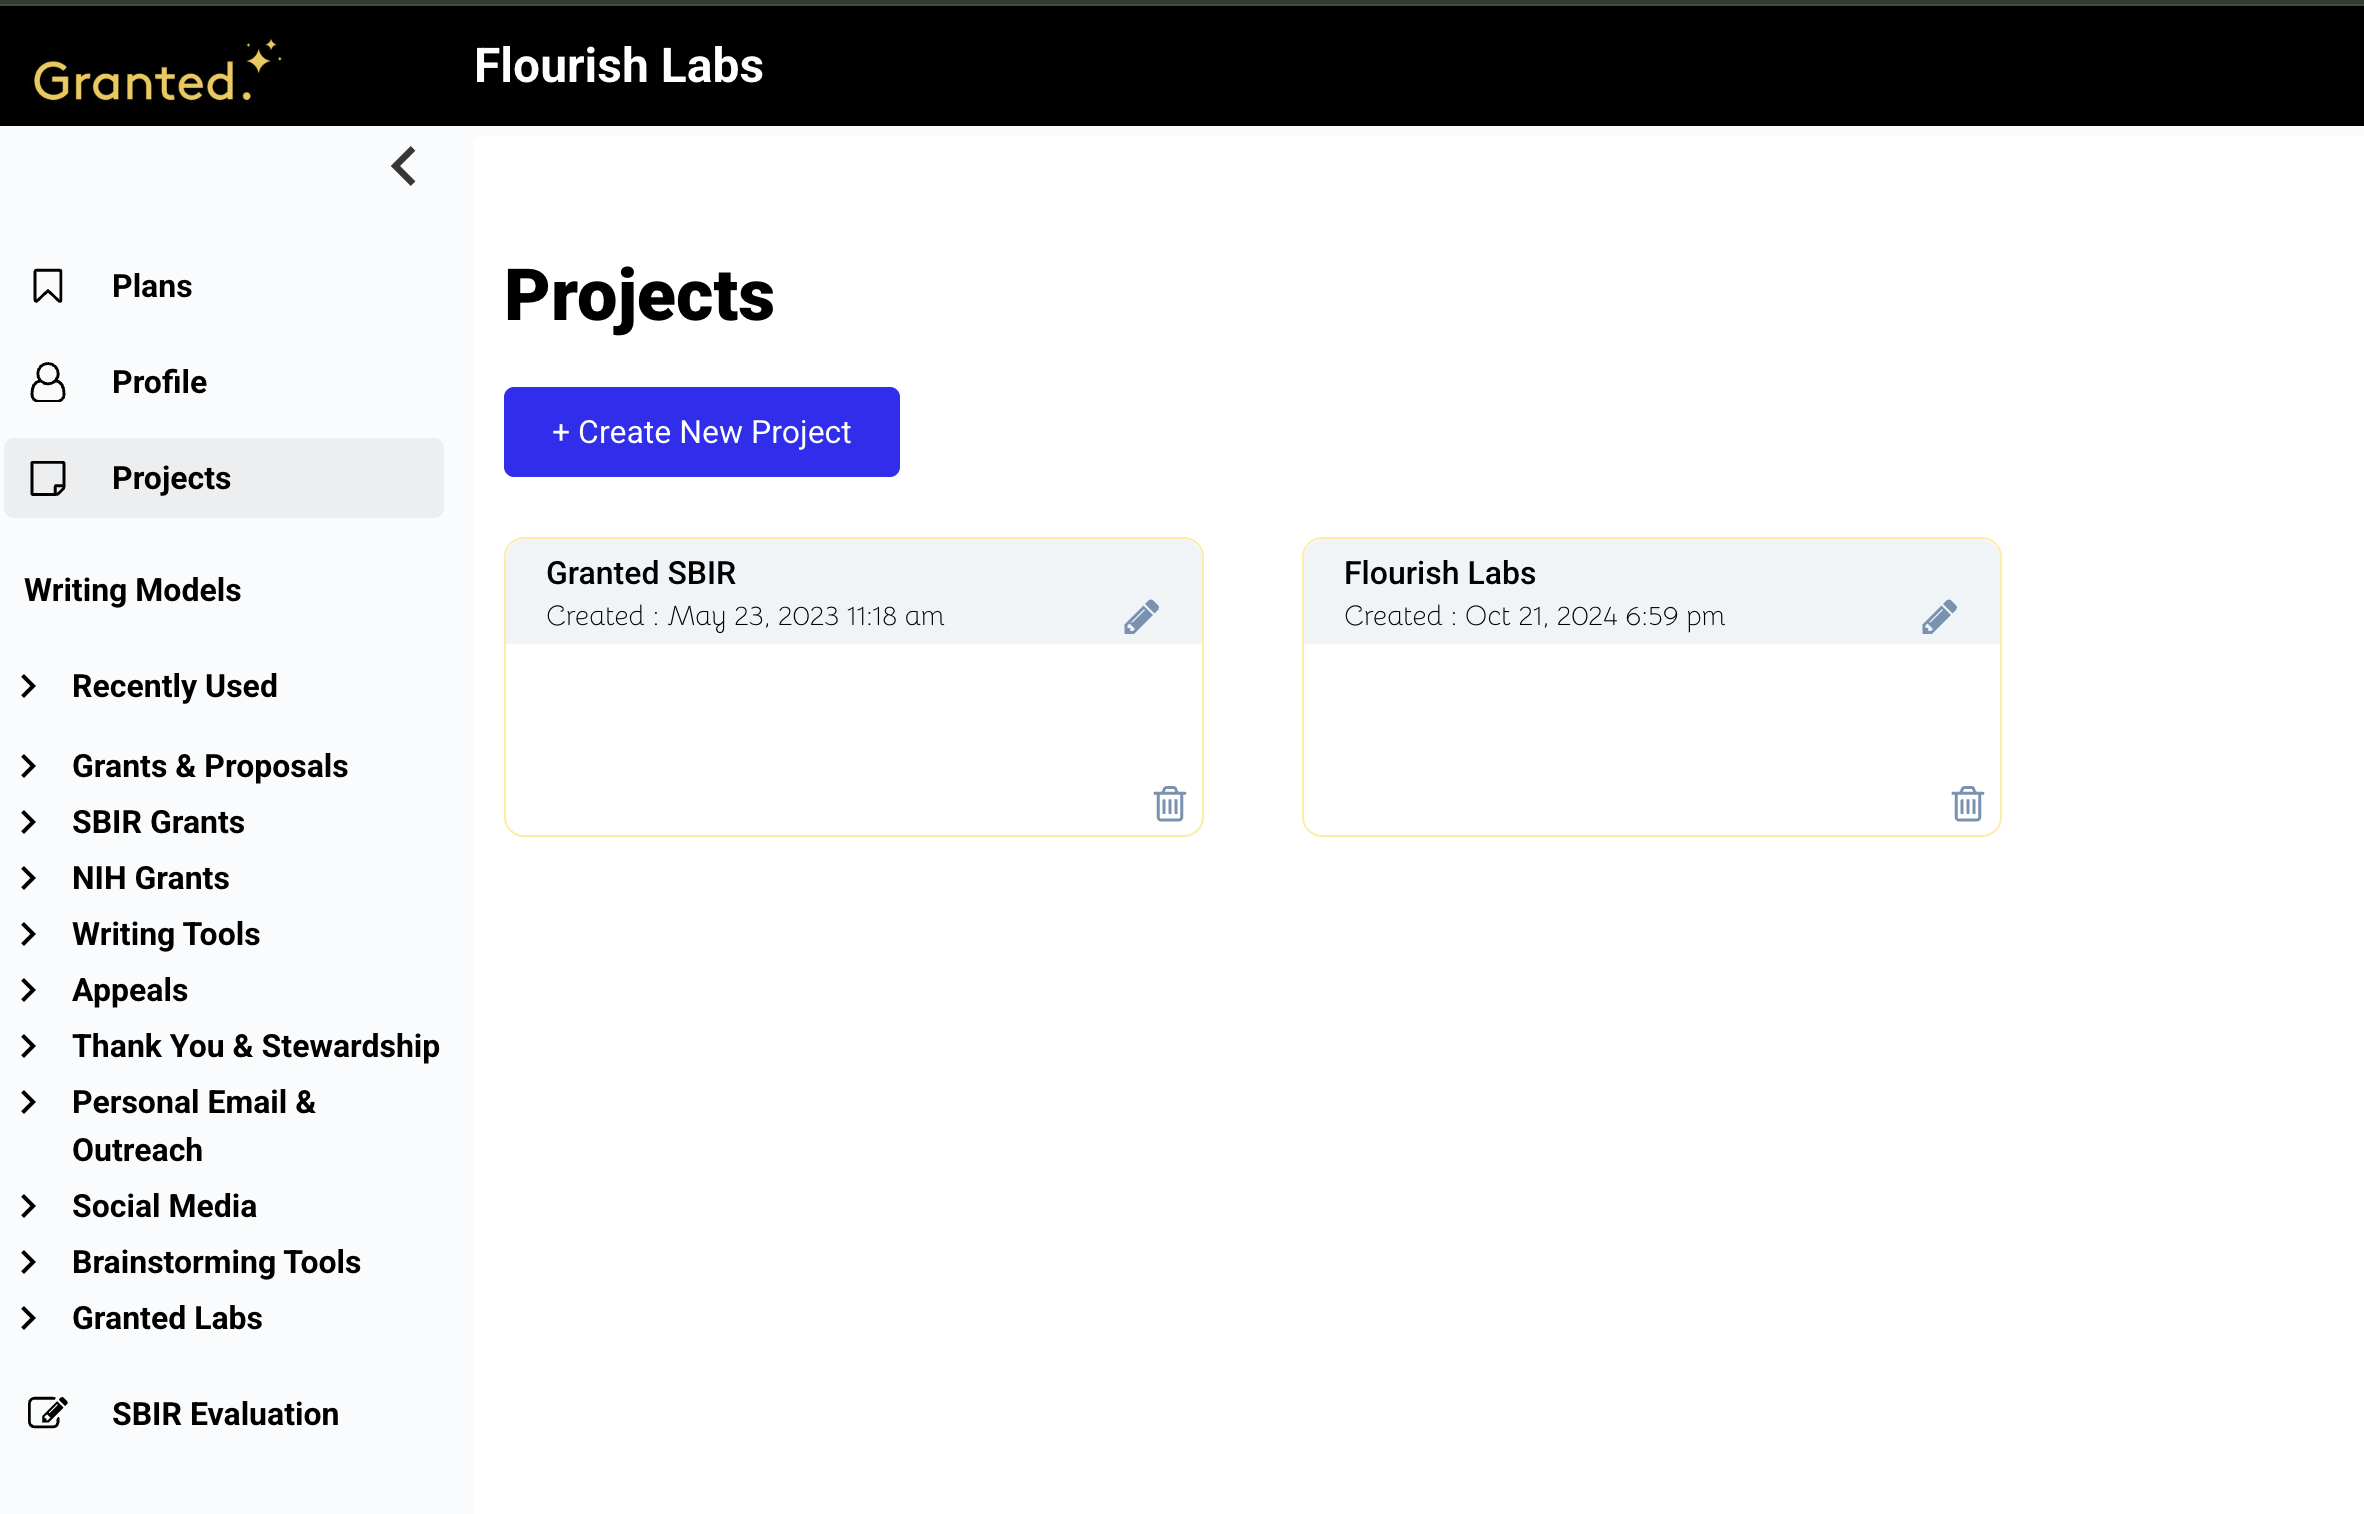 Granted.
Flourish Labs
Plans
Profile
Projects
Writing Models
Recently Used
Grants & Proposals
SBIR Grants
NIH Grants
Writing Tools
Appeals
Thank You & Stewardship
Personal Email &
Outreach
Social Media
Brainstorming Tools
Granted Labs
SBIR Evaluation
Projects
+ Create New Project
Granted SBIR
Created : May 23, 2023 11:18 am
Flourish Labs
Created : Oct 21, 2024 6:59 pm